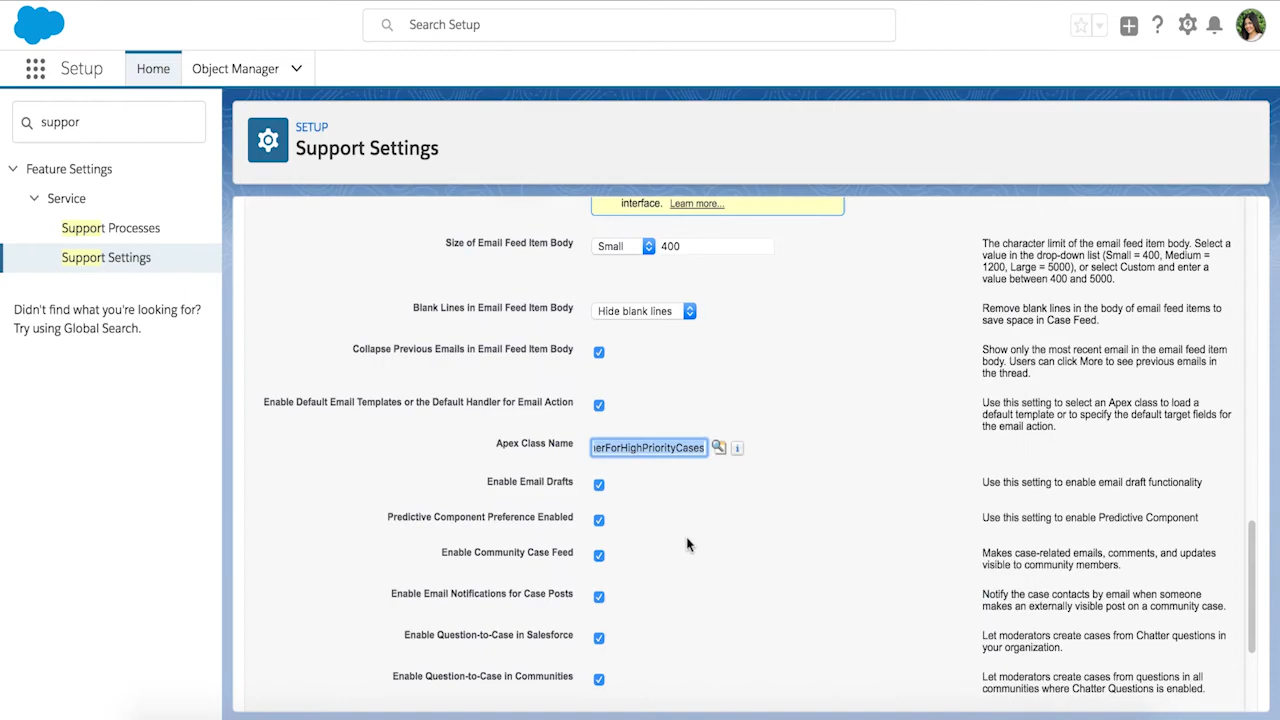 Search Setup
Setup
Home
Object Manager
suppor
Feature Settings
Service
Support Processes
Support Settings
Didn't find what you're looking for?
Try using Global Search.
SETUP
Support Settings
interface. Learn more...
Size of Email Feed Item Body
Small
400
The character limit of the email feed item body. Select a
value in the drop-down list (Small = 400, Medium =
1200, Large = 5000), or select Custom and enter a
value between 400 and 5000.
Blank Lines in Email Feed Item Body
Hide blank lines
Remove blank lines in the body of email feed items to
save space in Case Feed.
Collapse Previous Emails in Email Feed Item Body
Show only the most recent email in the email feed item
body. Users can click More to see previous emails in
the thread.
Enable Default Email Templates or the Default Handler for Email Action
Use this setting to select an Apex class to load a
default template or to specify the default target fields for
the email action.
Apex Class Name
nerForHighPriorityCases
Enable Email Drafts
Use this setting to enable email draft functionality
Predictive Component Preference Enabled
Use this setting to enable Predictive Component
Enable Community Case Feed
Makes case-related emails, comments, and updates
visible to community members.
Enable Email Notifications for Case Posts
Notify the case contacts by email when someone
makes an externally visible post on a community case.
Enable Question-to-Case in Salesforce
Let moderators create cases from Chatter questions in
your organization.
Enable Question-to-Case in Communities
Let moderators create cases from questions in all
communities where Chatter Questions is enabled.